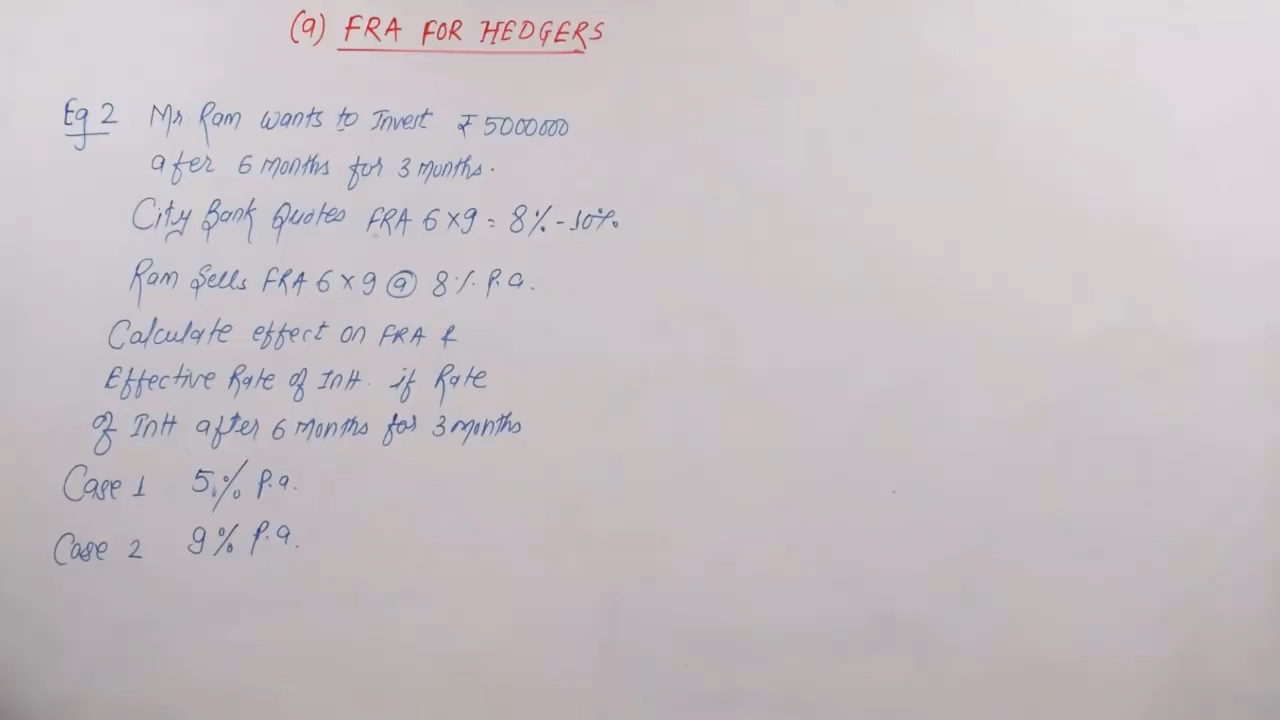 (a) FRA FOR HEDGERS
Eg 2 Mr. Ram wants to Invest ₹ 5000000
after 6 months for 3 months.
City Bank Quotes FRA 6 × 9 = 8% - 10%
Ram Sells FRA 6 × 9 @ 8% P.a.
Calculate effect on FRA &
Effective Rate of Intt. if Rate
of Intt after 6 months for 3 months
Case 1 5% P.a.
Case 2 9% P.a.